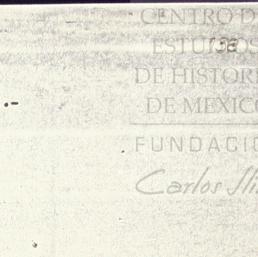 CENTRO D
ESTUDIOS
DE HISTORI
DE MEXICO
FUNDACIO
Carlos Sli